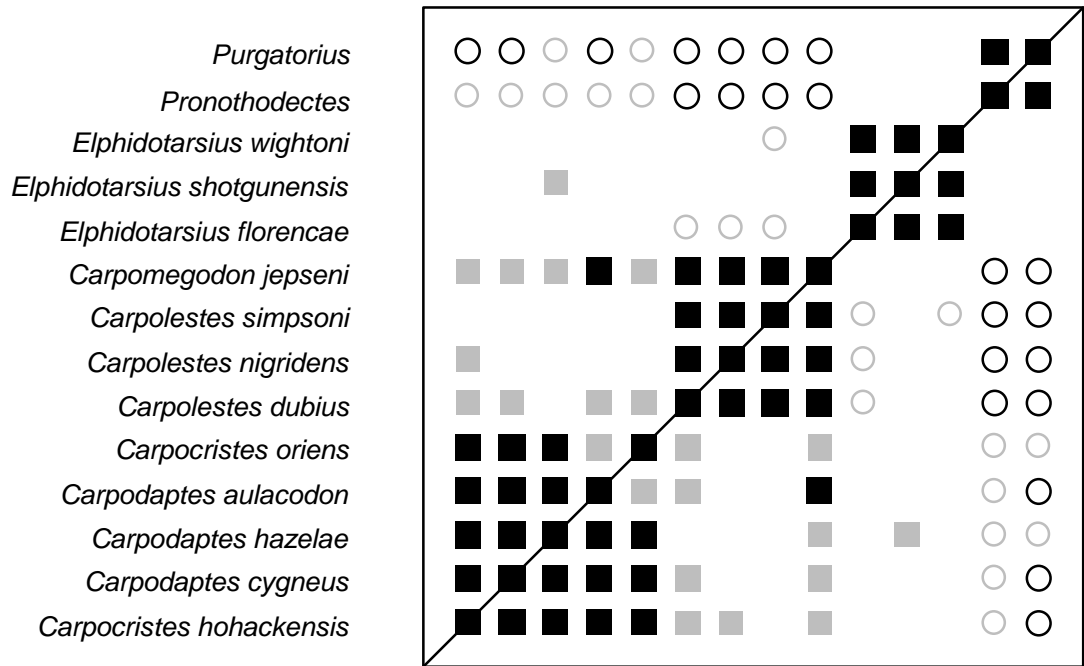 Purgatorius
Pronothodectes
Elphidotarsius wightoni
Elphidotarsius shotgunensis
Elphidotarsius florencae
Carpomegodon jepseni
Carpolestes simpsoni
Carpolestes nigridens
Carpolestes dubius
Carpocristes oriens
Carpodaptes aulacodon
Carpodaptes hazelae
Carpodaptes cygneus
Carpocristes hohackensis